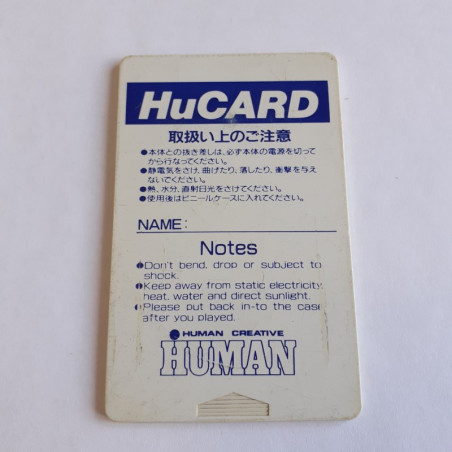 HuCARD
取扱い上のご注意
●本体との抜き差しは、必ず本体の電源を切って
から行なってください。
●静電気をさけ、曲げたり、落したり、衝撃を与え
ないでください。
●熱、水分、直射日光をさけてください。
●使用後はビニールケースに入れてください。
NAME:
Notes
●Don't bend, drop or subject to
shock.
●Keep away from static electricity,
heat, water and direct sunlight.
●Please put back in-to the case
after you played.
HUMAN CREATIVE
HUMAN